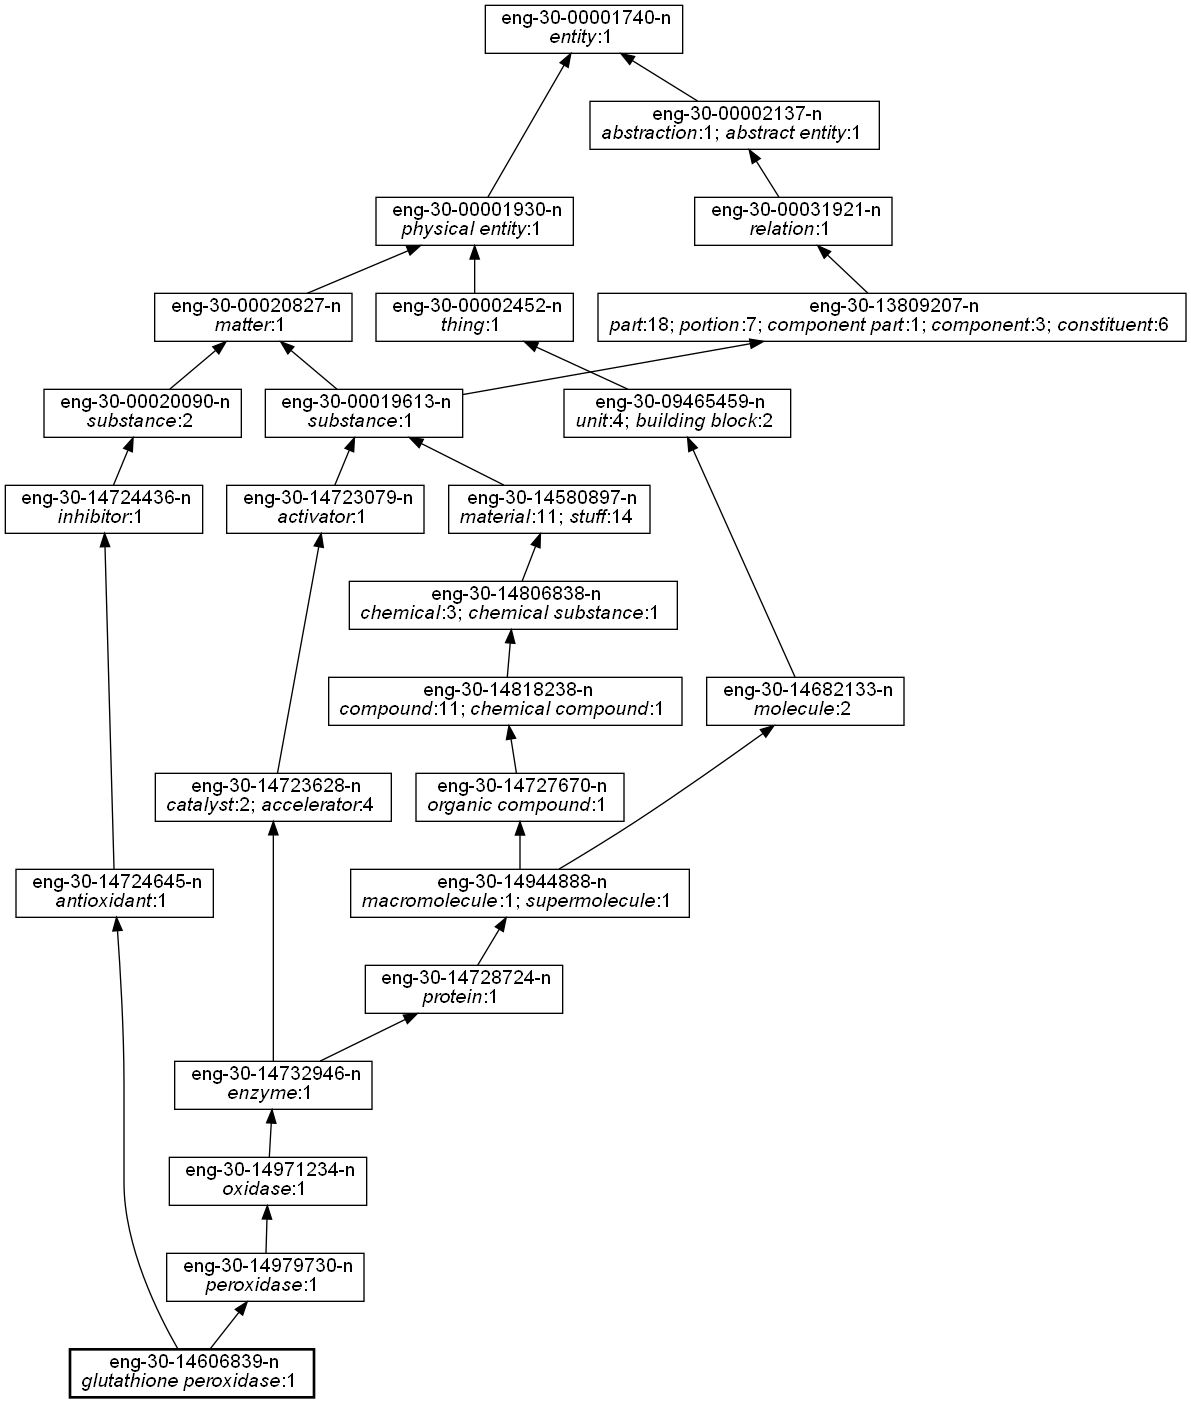 eng-30-00001740-n
entity:1
eng-30-00002137-n
abstraction:1; abstract entity:1
eng-30-00001930-n
physical entity:1
eng-30-00031921-n
relation:1
eng-30-00020827-n
matter:1
eng-30-00002452-n
thing:1
eng-30-13809207-n
part:18; portion:7; component part:1; component:3; constituent:6
eng-30-00020090-n
substance:2
eng-30-00019613-n
substance:1
eng-30-09465459-n
unit:4; building block:2
eng-30-14724436-n
inhibitor:1
eng-30-14723079-n
activator:1
eng-30-14580897-n
material:11; stuff:14
eng-30-14806838-n
chemical:3; chemical substance:1
eng-30-14818238-n
compound:11; chemical compound:1
eng-30-14682133-n
molecule:2
eng-30-14723628-n
catalyst:2; accelerator:4
eng-30-14727670-n
organic compound:1
eng-30-14724645-n
antioxidant:1
eng-30-14944888-n
macromolecule:1; supermolecule:1
eng-30-14728724-n
protein:1
eng-30-14732946-n
enzyme:1
eng-30-14971234-n
oxidase:1
eng-30-14979730-n
peroxidase:1
eng-30-14606839-n
glutathione peroxidase:1